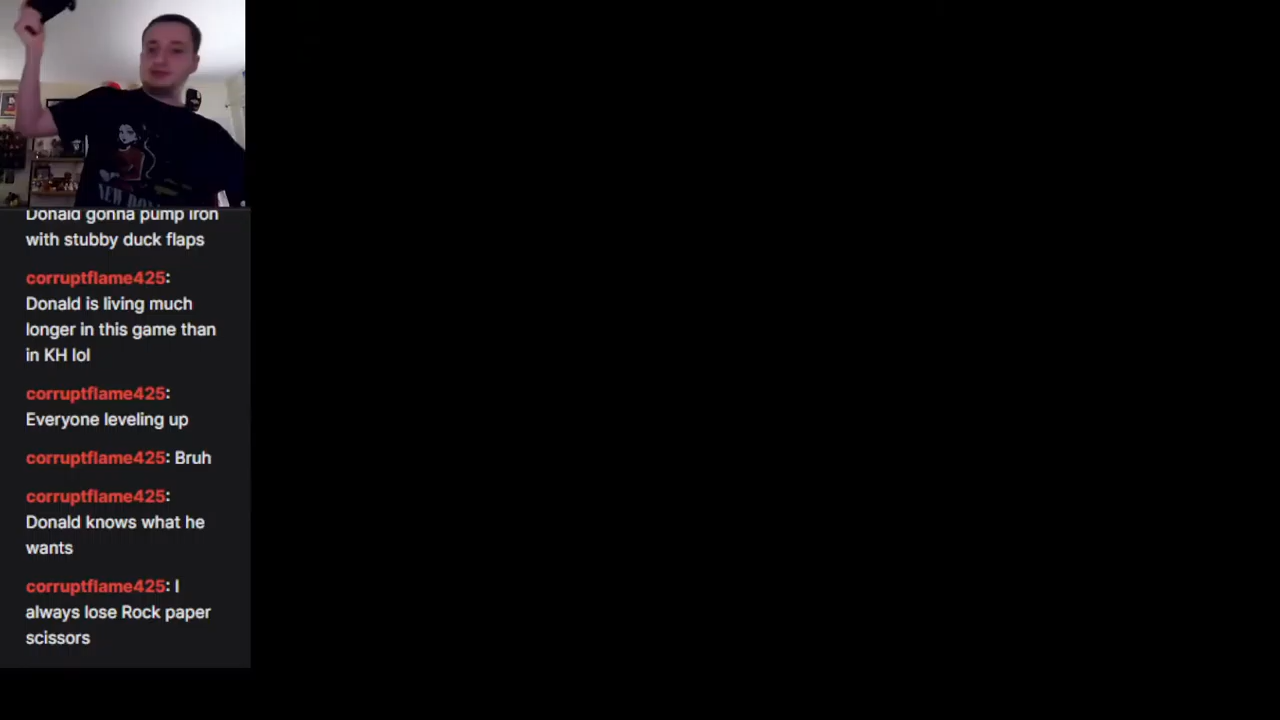 NEW DON
Donald gonna pump iron
with stubby duck flaps
corruptflame425:
Donald is living much
longer in this game than
in KH lol
corruptflame425:
Everyone leveling up
corruptflame425: Bruh
corruptflame425:
Donald knows what he
wants
corruptflame425: I
always lose Rock paper
scissors